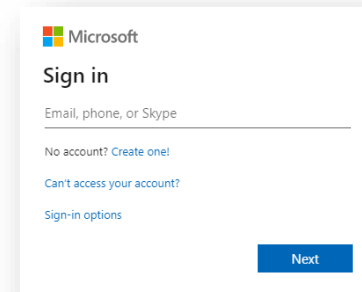 Microsoft
Sign in
Email, phone, or Skype
No account? Create one!
Can't access your account?
Sign-in options
Next